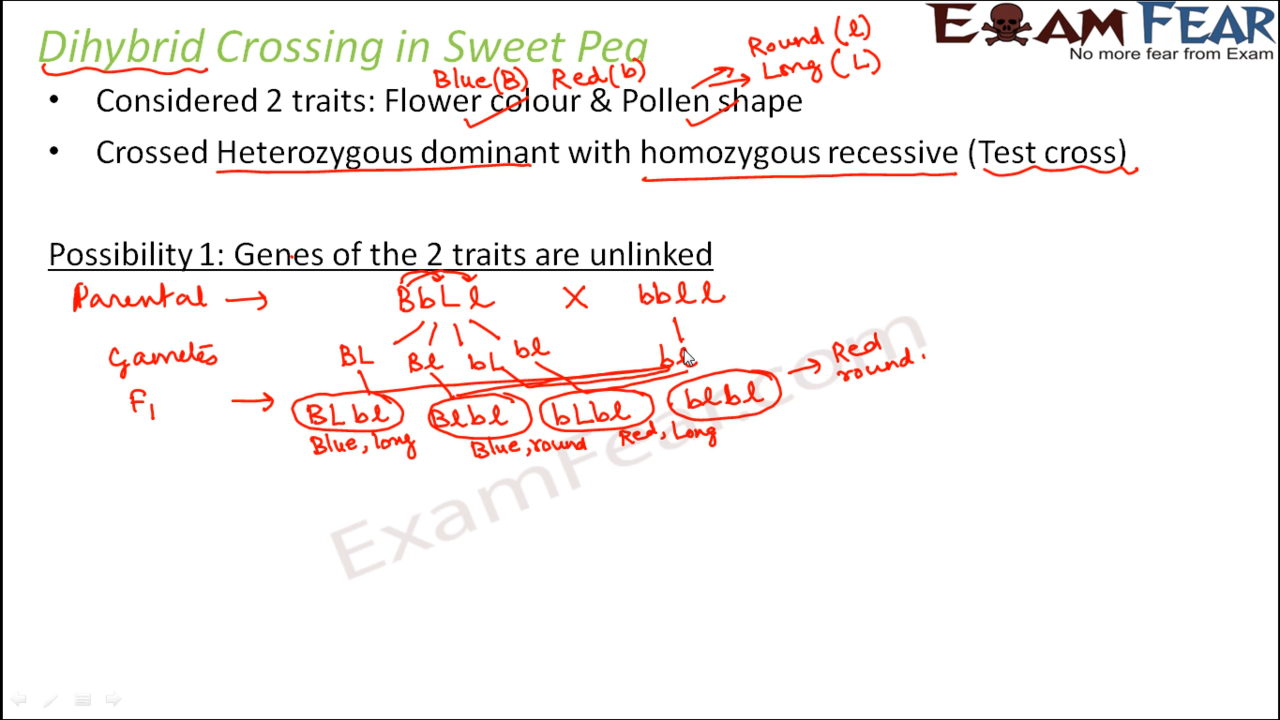 Dihybrid Crossing in Sweet Pea
EXAM FEAR
No more fear from Exam
Round (l)
Long (L)
Blue(B) Red(b)
• Considered 2 traits: Flower colour & Pollen shape
• Crossed Heterozygous dominant with homozygous recessive (Test cross)
Possibility 1: Genes of the 2 traits are unlinked
Parental → BbLl X bbll
Gametes BL Bl bL bl bl
F1 → BLbl Blbl bLbl blbl → Red round.
Blue, long Blue, round Red, Long
ExamFear.com